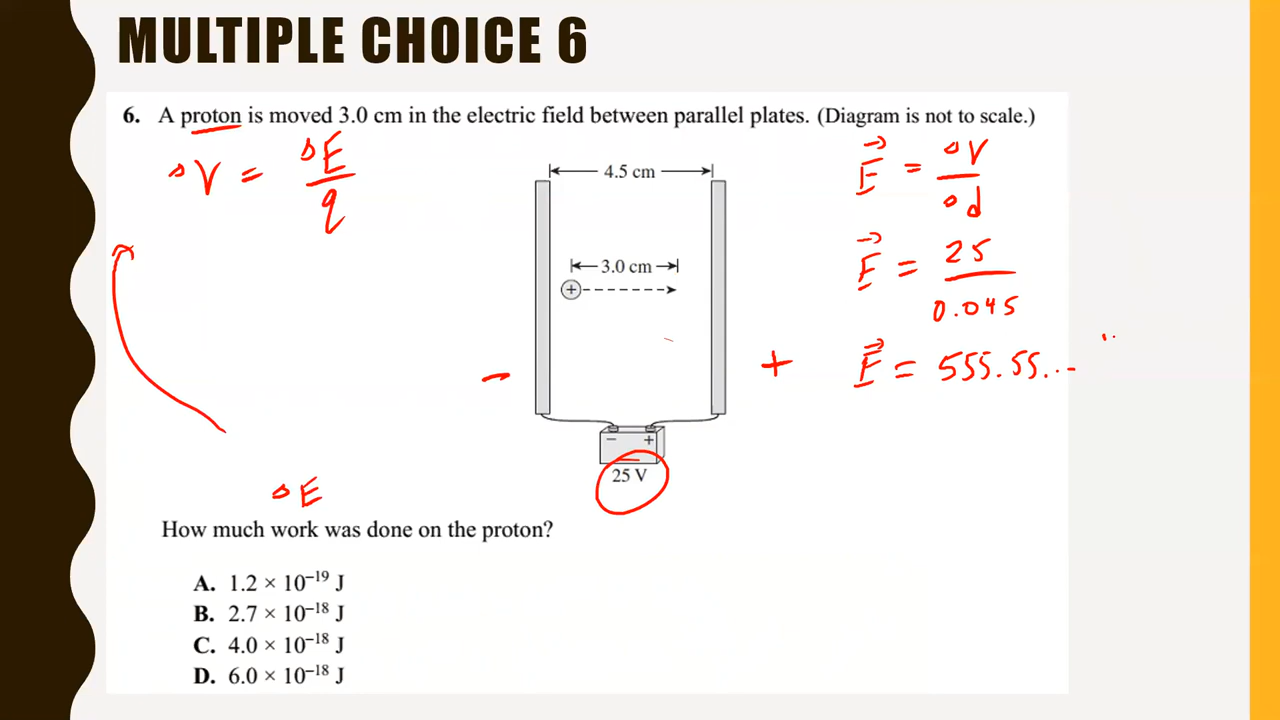 MULTIPLE CHOICE 6
6. A proton is moved 3.0 cm in the electric field between parallel plates. (Diagram is not to scale.)
ΔV = ΔE / q
E = ΔV / Δd
4.5 cm
E = 25 / 0.045
3.0 cm
+
- +
E = 555.55...
− +
25 V
ΔE
How much work was done on the proton?
A. 1.2 × 10⁻¹⁹ J
B. 2.7 × 10⁻¹⁸ J
C. 4.0 × 10⁻¹⁸ J
D. 6.0 × 10⁻¹⁸ J